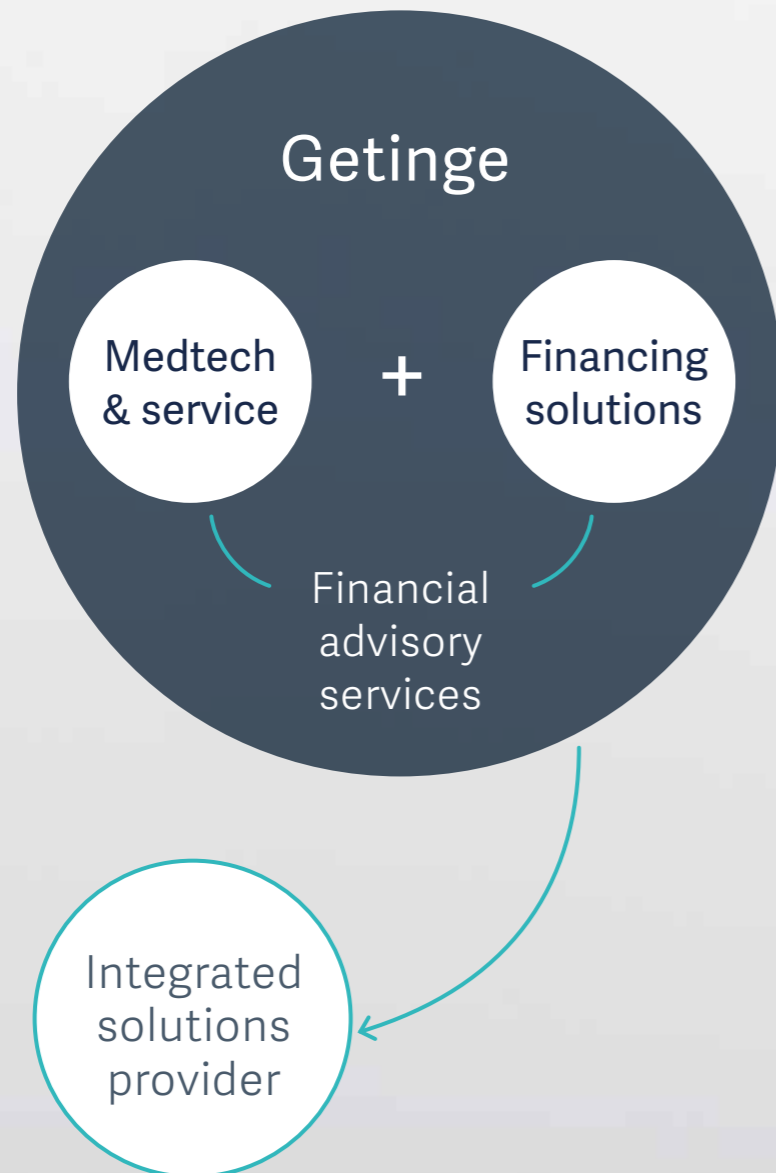 Getinge
Medtech
& service
+
Financing
solutions
Financial
advisory
services
Integrated
solutions
provider